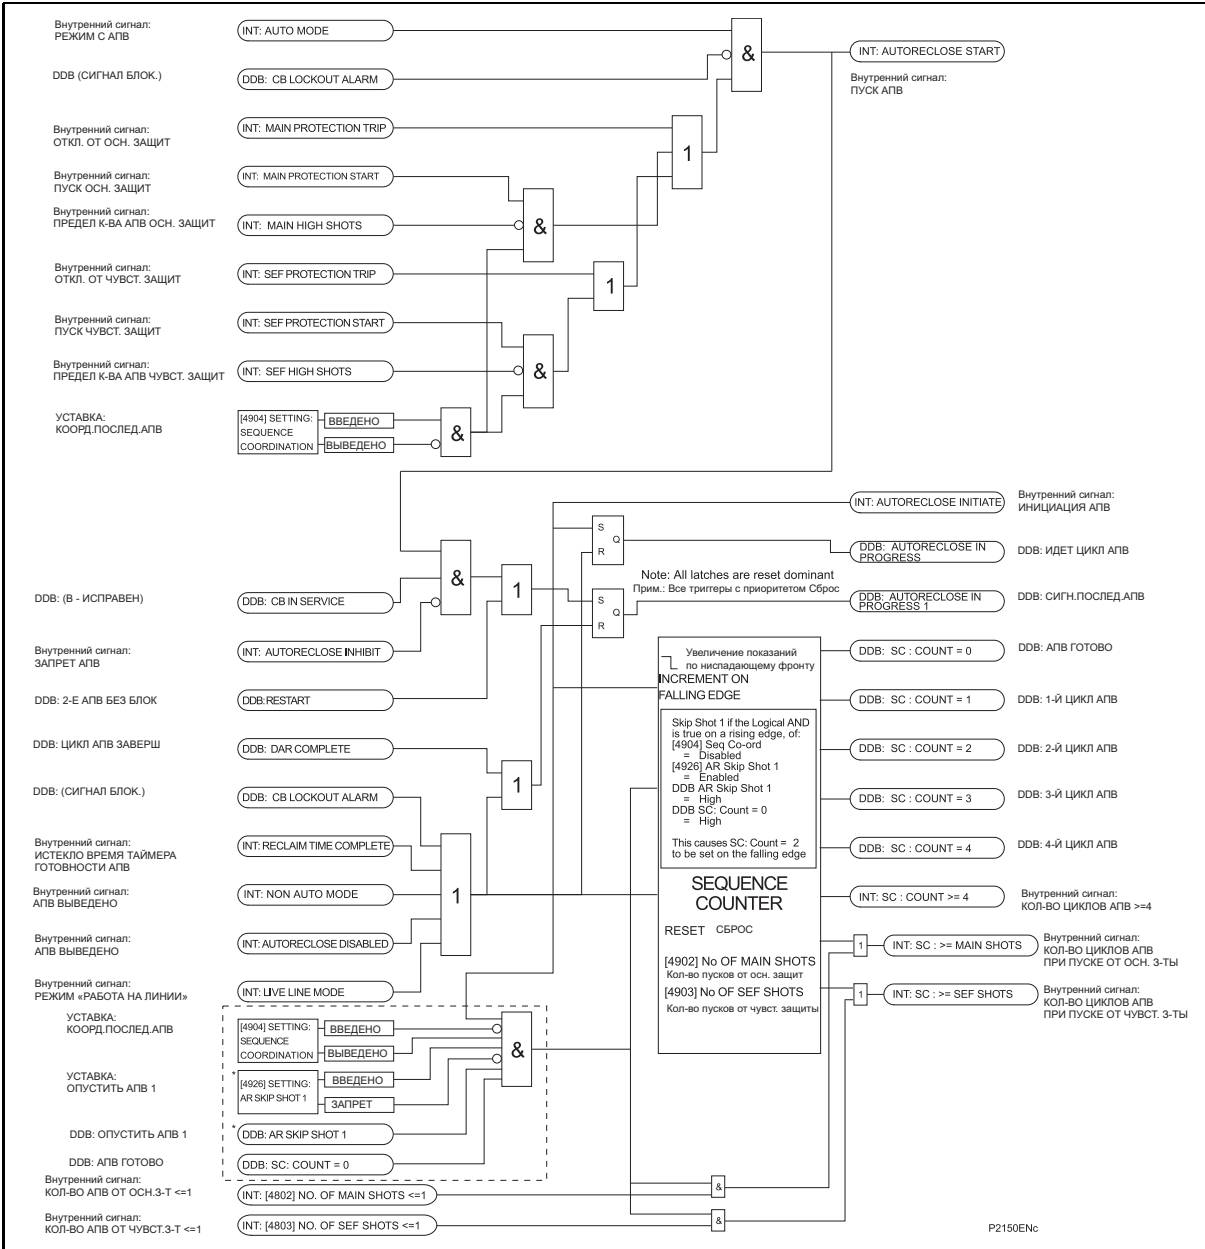 Внутренний сигнал:
РЕЖИМ С АПВ
INT: AUTO MODE
&
INT: AUTORECLOSE START
Внутренний сигнал:
ПУСК АПВ
DDB (СИГНАЛ БЛОК.)
DDB: CB LOCKOUT ALARM
Внутренний сигнал:
ОТКЛ. ОТ ОСН. ЗАЩИТ
INT: MAIN PROTECTION TRIP
1
Внутренний сигнал:
ПУСК ОСН. ЗАЩИТ
INT: MAIN PROTECTION START
Внутренний сигнал:
ПРЕДЕЛ К-ВА АПВ ОСН. ЗАЩИТ
INT: MAIN HIGH SHOTS
&
Внутренний сигнал:
ОТКЛ. ОТ ЧУВСТ. ЗАЩИТ
INT: SEF PROTECTION TRIP
1
Внутренний сигнал:
ПУСК ЧУВСТ. ЗАЩИТ
INT: SEF PROTECTION START
Внутренний сигнал:
ПРЕДЕЛ К-ВА АПВ ЧУВСТ. ЗАЩИТ
INT: SEF HIGH SHOTS
&
УСТАВКА:
КООРД.ПОСЛЕД.АПВ
[4904] SETTING:
SEQUENCE
COORDINATION
ВВЕДЕНО
ВЫВЕДЕНО
&
INT: AUTORECLOSE INITIATE
Внутренний сигнал:
ИНИЦИАЦИЯ АПВ
S
Q
R
DDB: AUTORECLOSE IN
PROGRESS
DDB: ИДЕТ ЦИКЛ АПВ
&
1
Note: All latches are reset dominant
Прим.: Все триггеры с приоритетом Сброс
DDB: (В - ИСПРАВЕН)
DDB: CB IN SERVICE
S
Q
R
DDB: AUTORECLOSE IN
PROGRESS 1
DDB: СИГН.ПОСЛЕД.АПВ
Внутренний сигнал:
ЗАПРЕТ АПВ
INT: AUTORECLOSE INHIBIT
Увеличение показаний
по ниспадающему фронту
INCREMENT ON
FALLING EDGE
DDB: SC : COUNT = 0
DDB: АПВ ГОТОВО
DDB: 2-Е АПВ БЕЗ БЛОК
DDB:RESTART
DDB: SC : COUNT = 1
DDB: 1-Й ЦИКЛ АПВ
Skip Shot 1 if the Logical AND
is true on a rising edge, of:
[4904] Seq Co-ord
= Disabled
[4926] AR Skip Shot 1
= Enabled
DDB AR Skip Shot 1
= High
DDB SC: Count = 0
= High
This causes SC: Count = 2
to be set on the falling edge
DDB: ЦИКЛ АПВ ЗАВЕРШ
DDB: DAR COMPLETE
1
DDB: SC : COUNT = 2
DDB: 2-Й ЦИКЛ АПВ
DDB: (СИГНАЛ БЛОК.)
DDB: CB LOCKOUT ALARM
DDB: SC : COUNT = 3
DDB: 3-Й ЦИКЛ АПВ
Внутренний сигнал:
ИСТЕКЛО ВРЕМЯ ТАЙМЕРА
ГОТОВНОСТИ АПВ
INT: RECLAIM TIME COMPLETE
DDB: SC : COUNT = 4
DDB: 4-Й ЦИКЛ АПВ
Внутренний сигнал:
АПВ ВЫВЕДЕНО
INT: NON AUTO MODE
1
SEQUENCE
COUNTER
INT: SC : COUNT >= 4
Внутренний сигнал:
КОЛ-ВО ЦИКЛОВ АПВ >=4
RESET СБРОС
Внутренний сигнал:
АПВ ВЫВЕДЕНО
INT: AUTORECLOSE DISABLED
1
INT: SC : >= MAIN SHOTS
Внутренний сигнал:
КОЛ-ВО ЦИКЛОВ АПВ
ПРИ ПУСКЕ ОТ ОСН. З-ТЫ
[4902] No OF MAIN SHOTS
Кол-во пусков от осн. защит
[4903] No OF SEF SHOTS
Кол-во пусков от чувст. защиты
Внутренний сигнал:
РЕЖИМ «РАБОТА НА ЛИНИИ»
INT: LIVE LINE MODE
1
INT: SC : >= SEF SHOTS
Внутренний сигнал:
КОЛ-ВО ЦИКЛОВ АПВ
ПРИ ПУСКЕ ОТ ЧУВСТ. З-ТЫ
УСТАВКА:
КООРД.ПОСЛЕД.АПВ
[4904] SETTING:
SEQUENCE
COORDINATION
ВВЕДЕНО
ВЫВЕДЕНО
&
УСТАВКА:
ОПУСТИТЬ АПВ 1
*
[4926] SETTING:
AR SKIP SHOT 1
ВВЕДЕНО
ЗАПРЕТ
DDB: ОПУСТИТЬ АПВ 1
*
DDB: AR SKIP SHOT 1
DDB: АПВ ГОТОВО
DDB: SC: COUNT = 0
Внутренний сигнал:
КОЛ-ВО АПВ ОТ ОСН.З-Т <=1
INT: [4802] NO. OF MAIN SHOTS <=1
&
Внутренний сигнал:
КОЛ-ВО АПВ ОТ ЧУВСТ.З-Т <=1
INT: [4803] NO. OF SEF SHOTS <=1
&
P2150ENc